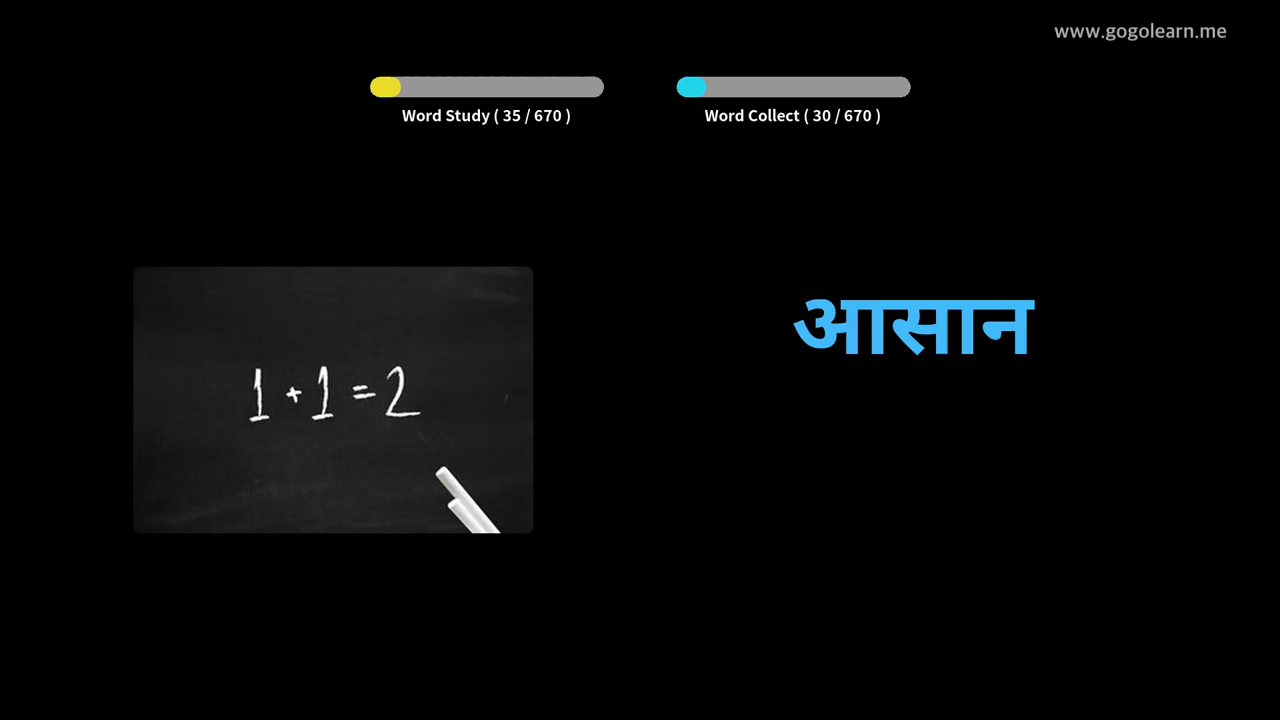 www.gogolearn.me
Word Study ( 35 / 670 )
Word Collect ( 30 / 670 )
आसान
1 + 1 = 2